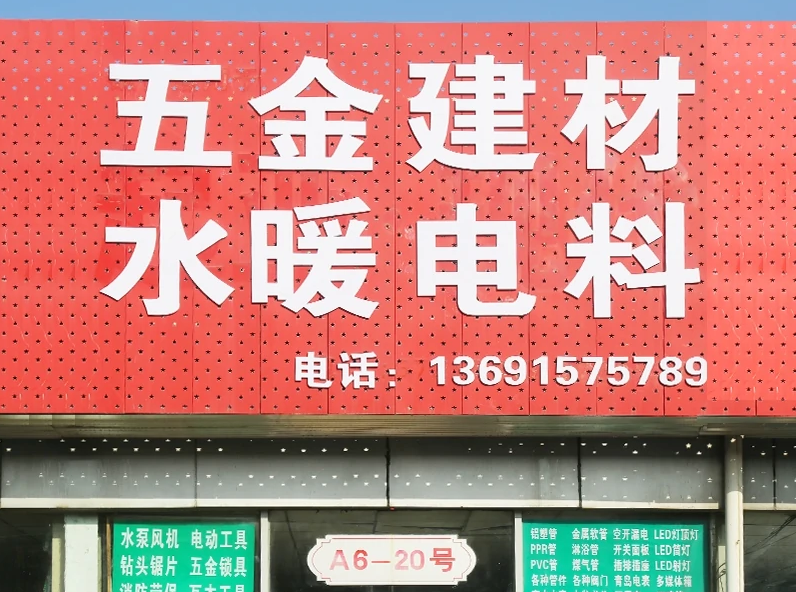 五金建材
水暖电料
电话：13691575789
A6-20号
水泵风机 电动工具
钻头锯片 五金锁具
铝塑管 金属软管 空开漏电 LED灯顶灯
PPR管 淋浴管 开关面板 LED筒灯
PVC管 煤气管 插排插座 LED射灯
各种管件 各种阀门 青岛电表 多媒体箱